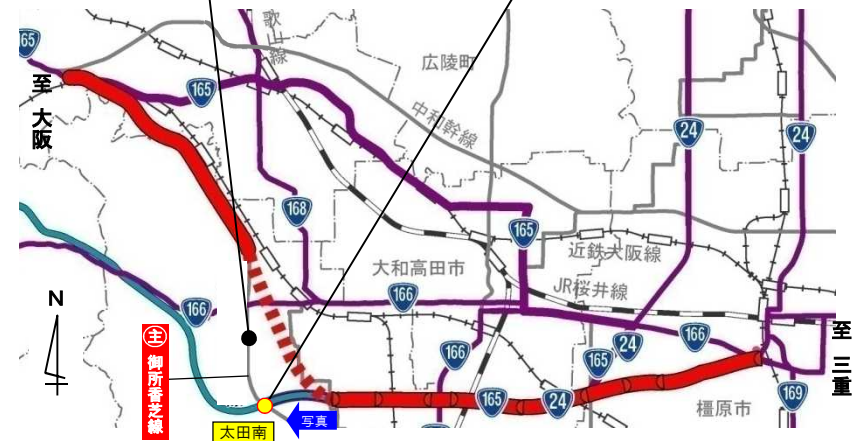 165
至 大阪
165
歌山線
広陵町
中和幹線
24
24
168
165
近鉄大阪線
大和高田市
JR桜井線
166
166
N
主 御所香芝線
166
165
24
166
至 三重
165
24
169
橿原市
写真
太田南